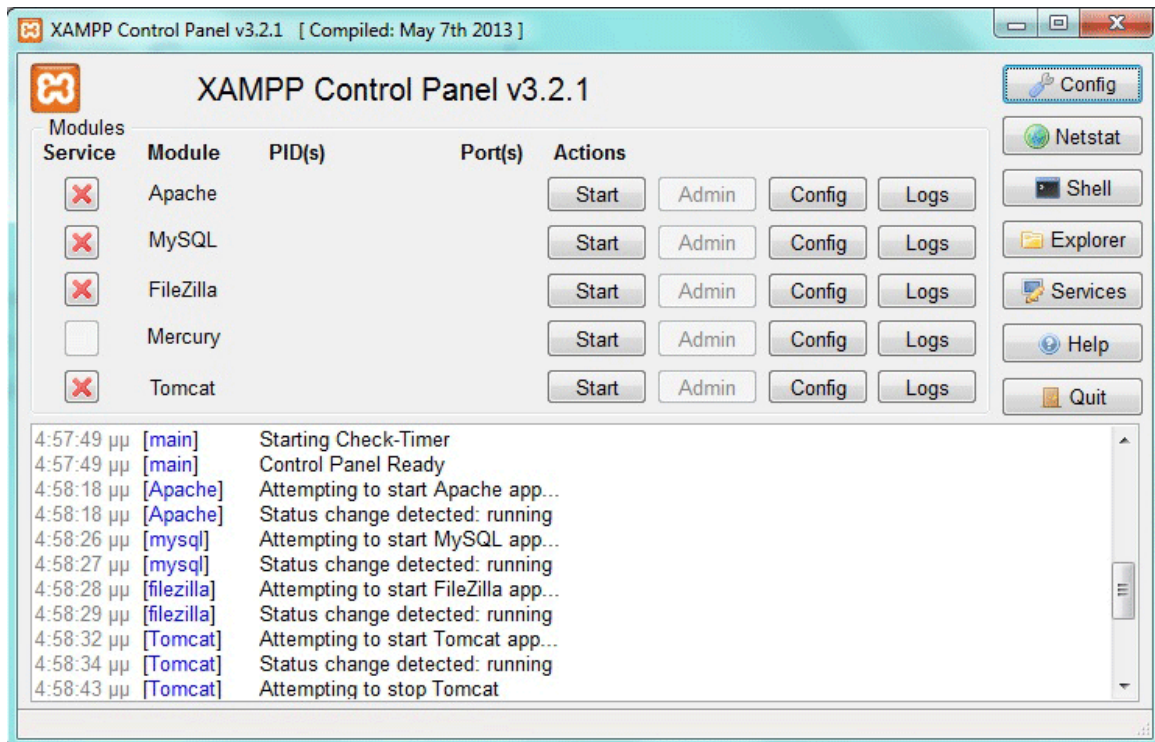 XAMPP Control Panel v3.2.1 [ Compiled: May 7th 2013 ]
XAMPP Control Panel v3.2.1
Config
Netstat
Shell
Explorer
Services
Help
Quit
Modules
Service Module PID(s) Port(s) Actions
Apache Start Admin Config Logs
MySQL Start Admin Config Logs
FileZilla Start Admin Config Logs
Mercury Start Admin Config Logs
Tomcat Start Admin Config Logs
4:57:49 μμ [main] Starting Check-Timer
4:57:49 μμ [main] Control Panel Ready
4:58:18 μμ [Apache] Attempting to start Apache app...
4:58:18 μμ [Apache] Status change detected: running
4:58:26 μμ [mysql] Attempting to start MySQL app...
4:58:27 μμ [mysql] Status change detected: running
4:58:28 μμ [filezilla] Attempting to start FileZilla app...
4:58:29 μμ [filezilla] Status change detected: running
4:58:32 μμ [Tomcat] Attempting to start Tomcat app...
4:58:34 μμ [Tomcat] Status change detected: running
4:58:43 μμ [Tomcat] Attempting to stop Tomcat